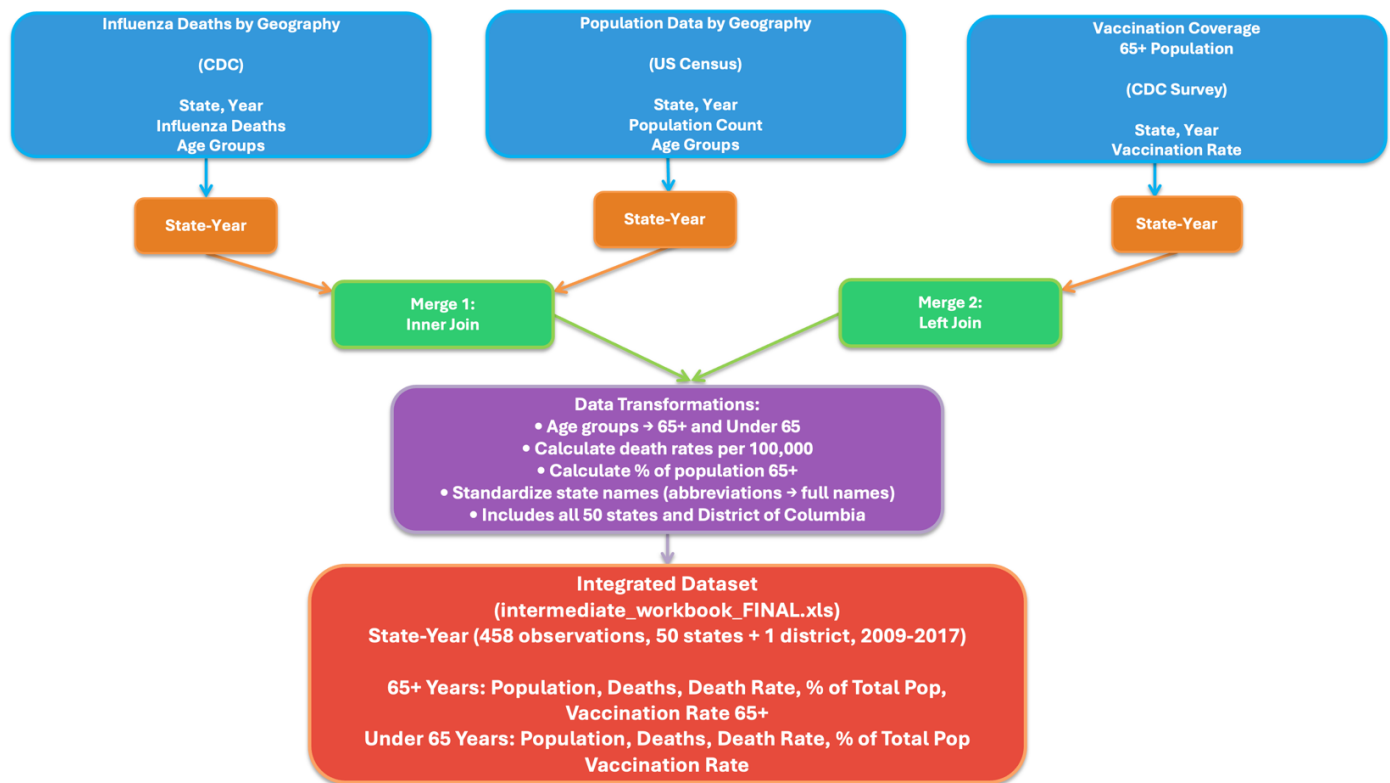 Influenza Deaths by Geography
(CDC)
State, Year
Influenza Deaths
Age Groups
Population Data by Geography
(US Census)
State, Year
Population Count
Age Groups
Vaccination Coverage
65+ Population
(CDC Survey)
State, Year
Vaccination Rate
State-Year
State-Year
State-Year
Merge 1:
Inner Join
Merge 2:
Left Join
Data Transformations:
• Age groups → 65+ and Under 65
• Calculate death rates per 100,000
• Calculate % of population 65+
• Standardize state names (abbreviations → full names)
• Includes all 50 states and District of Columbia
Integrated Dataset
(intermediate_workbook_FINAL.xls)
State-Year (458 observations, 50 states + 1 district, 2009-2017)
65+ Years: Population, Deaths, Death Rate, % of Total Pop,
Vaccination Rate 65+
Under 65 Years: Population, Deaths, Death Rate, % of Total Pop
Vaccination Rate